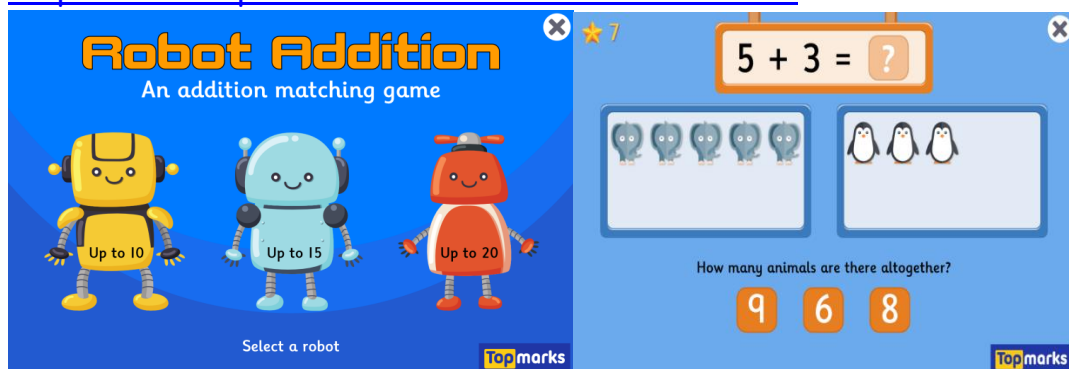 Robot Addition
An addition matching game
Up to 10
Up to 15
Up to 20
Select a robot
Topmarks
7
5 + 3 = ?
How many animals are there altogether?
9 6 8
Topmarks